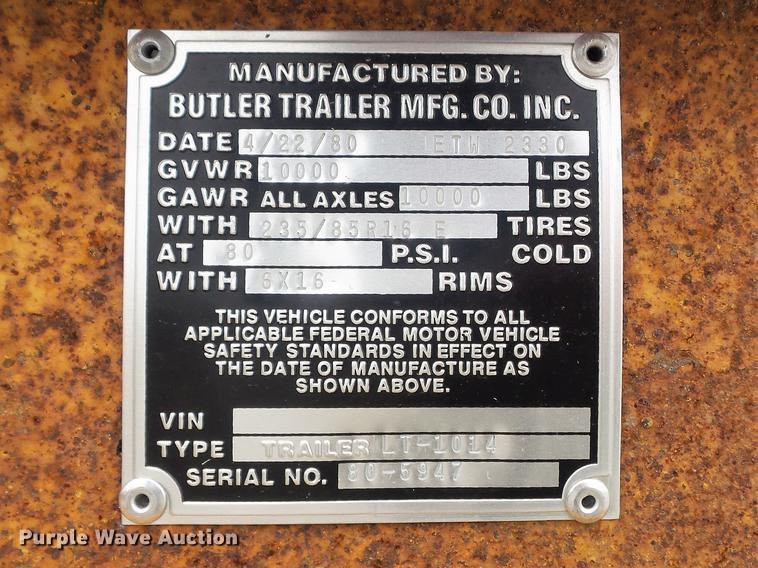 MANUFACTURED BY:
BUTLER TRAILER MFG. CO. INC.
DATE 4/22/80 ETW 2330
GVWR 10000 LBS
GAWR ALL AXLES 10000 LBS
WITH 235/85R16 E TIRES
AT 80 P.S.I. COLD
WITH 6X16 RIMS
THIS VEHICLE CONFORMS TO ALL
APPLICABLE FEDERAL MOTOR VEHICLE
SAFETY STANDARDS IN EFFECT ON
THE DATE OF MANUFACTURE AS
SHOWN ABOVE.
VIN
TYPE TRAILER LT-1014
SERIAL NO. 80-5947
Purple Wave Auction